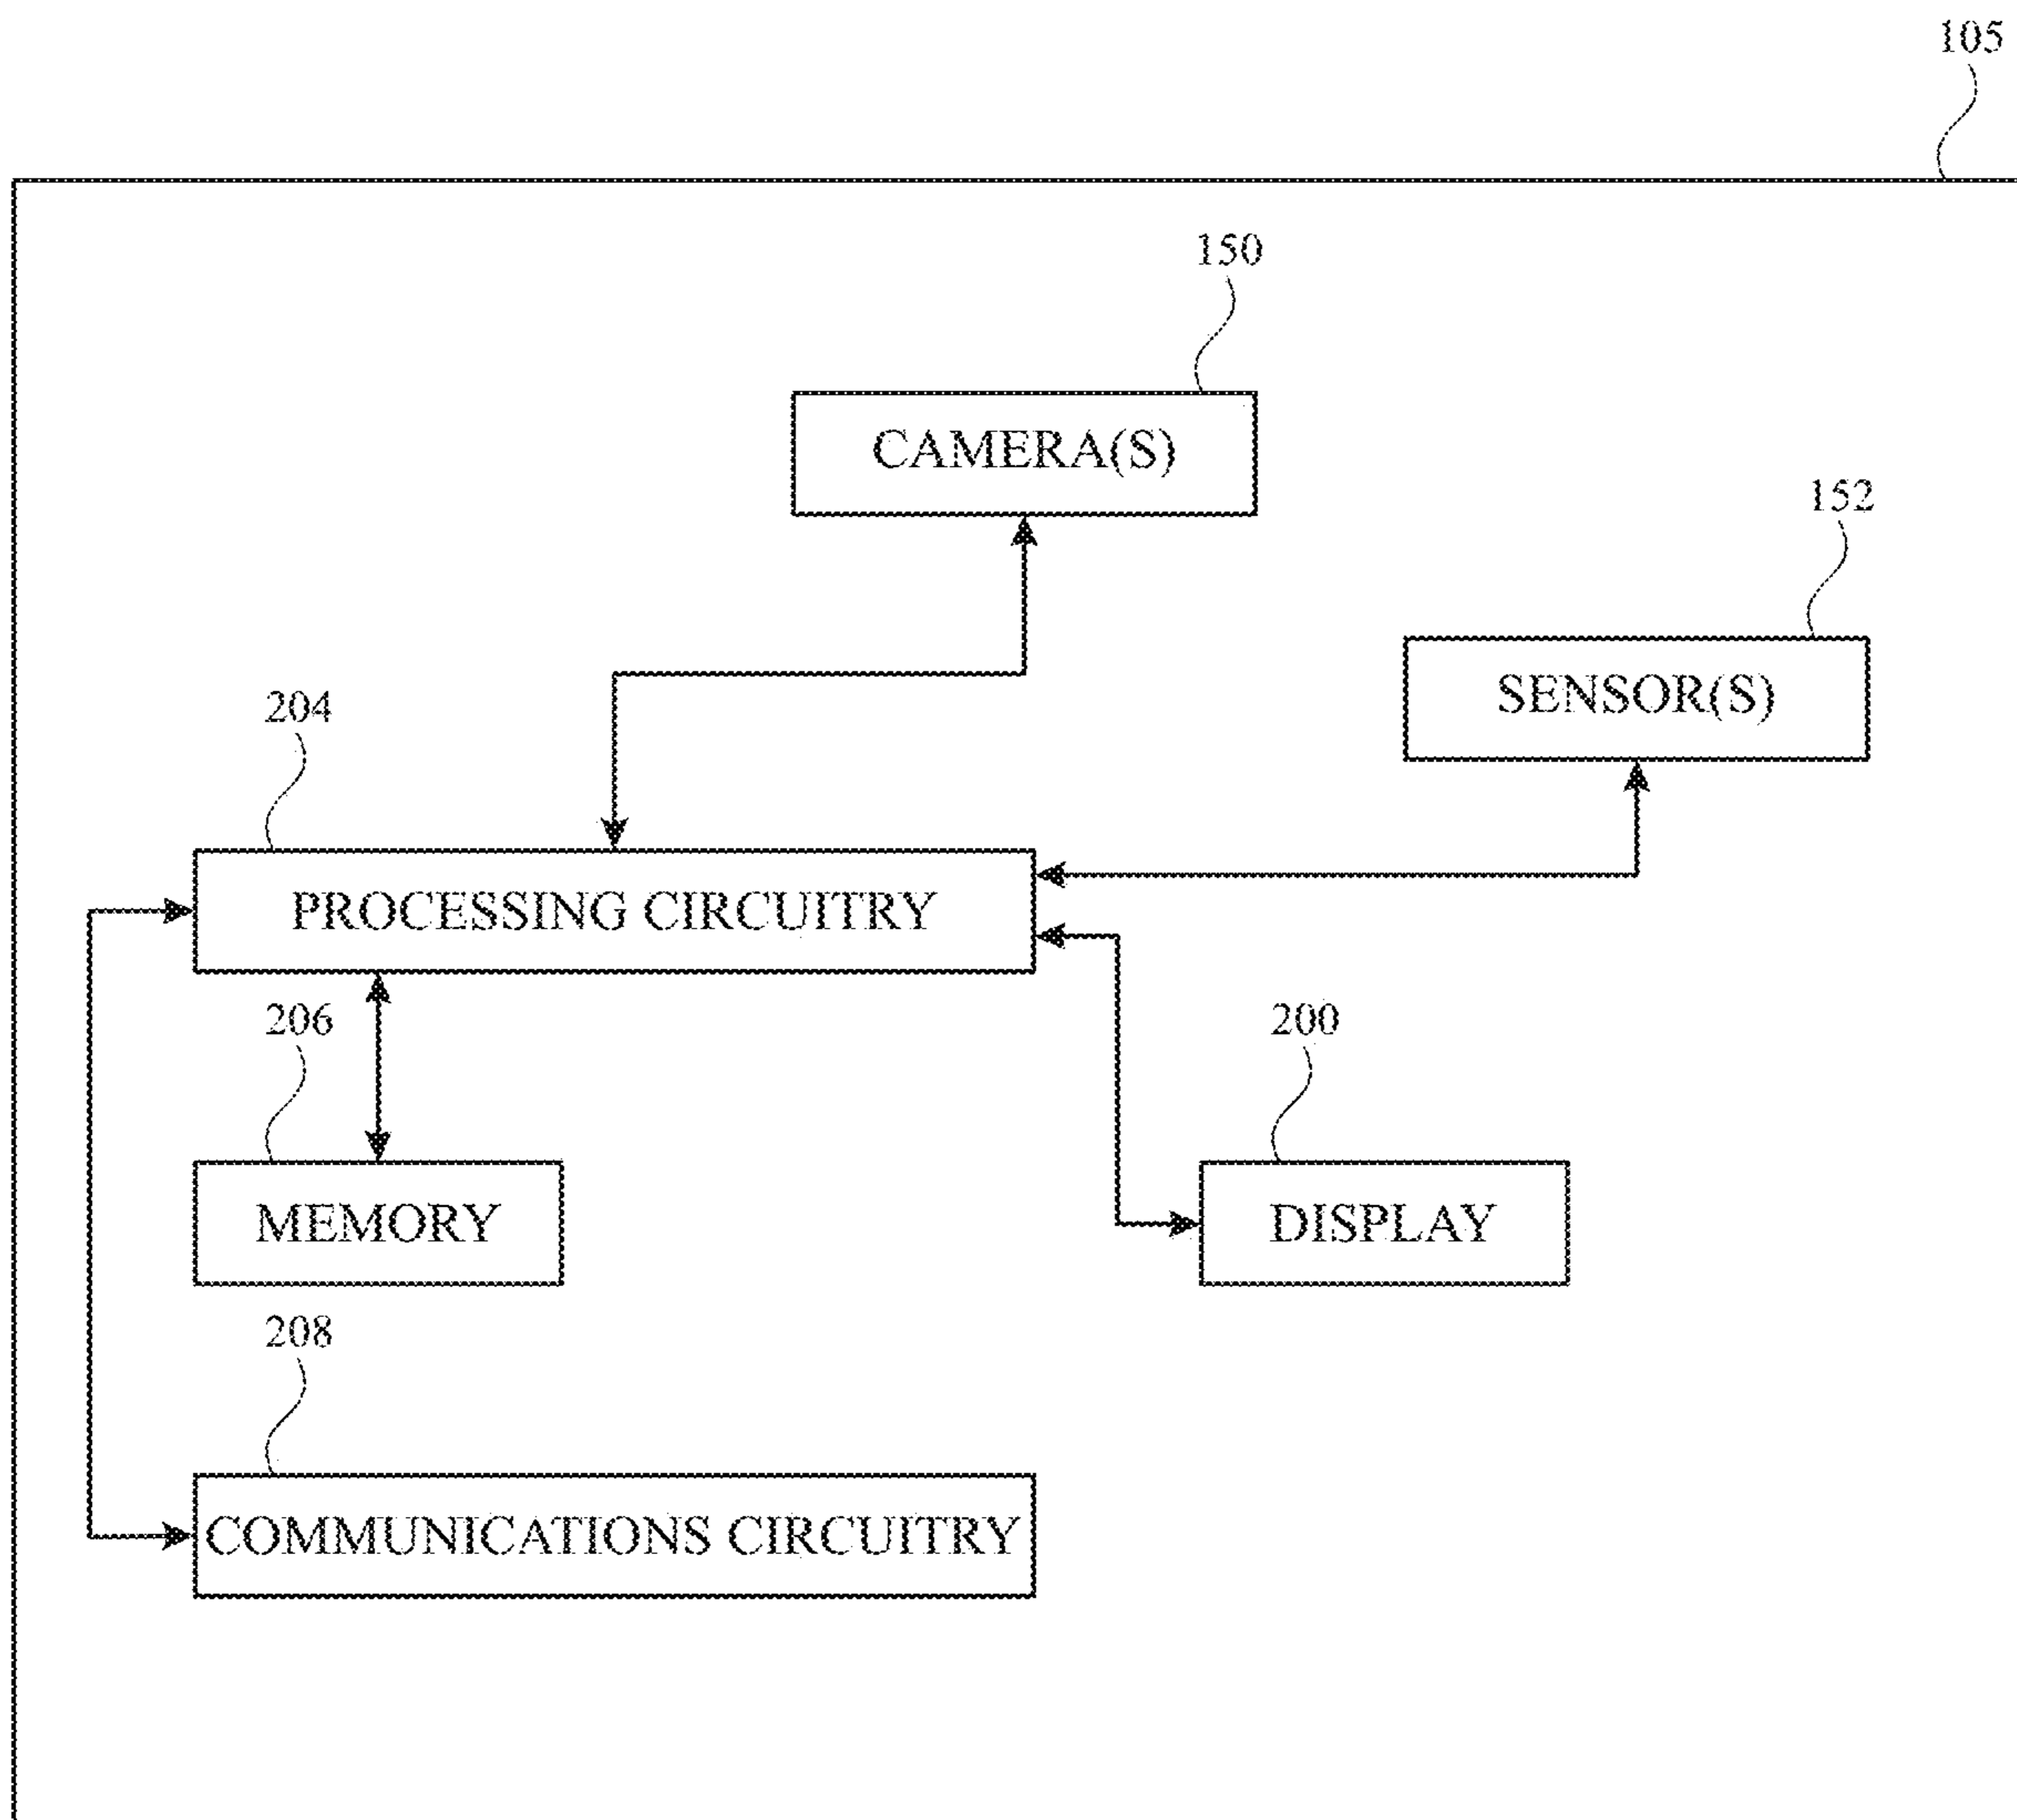 105
150
CAMERA(S)
152
SENSOR(S)
204
PROCESSING CIRCUITRY
206
200
MEMORY
DISPLAY
208
COMMUNICATIONS CIRCUITRY